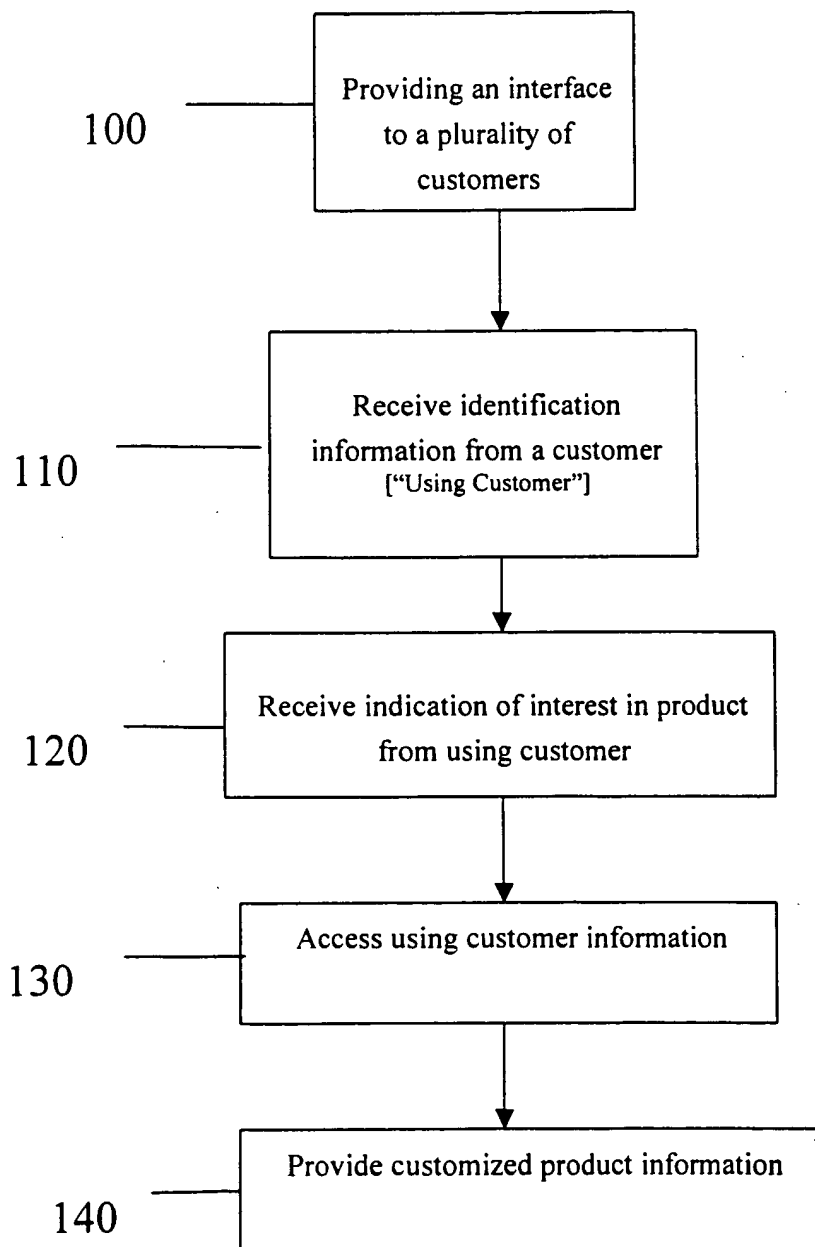 Providing an interface
to a plurality of
customers
100
Receive identification
information from a customer
["Using Customer"]
110
Receive indication of interest in product
from using customer
120
Access using customer information
130
Provide customized product information
140